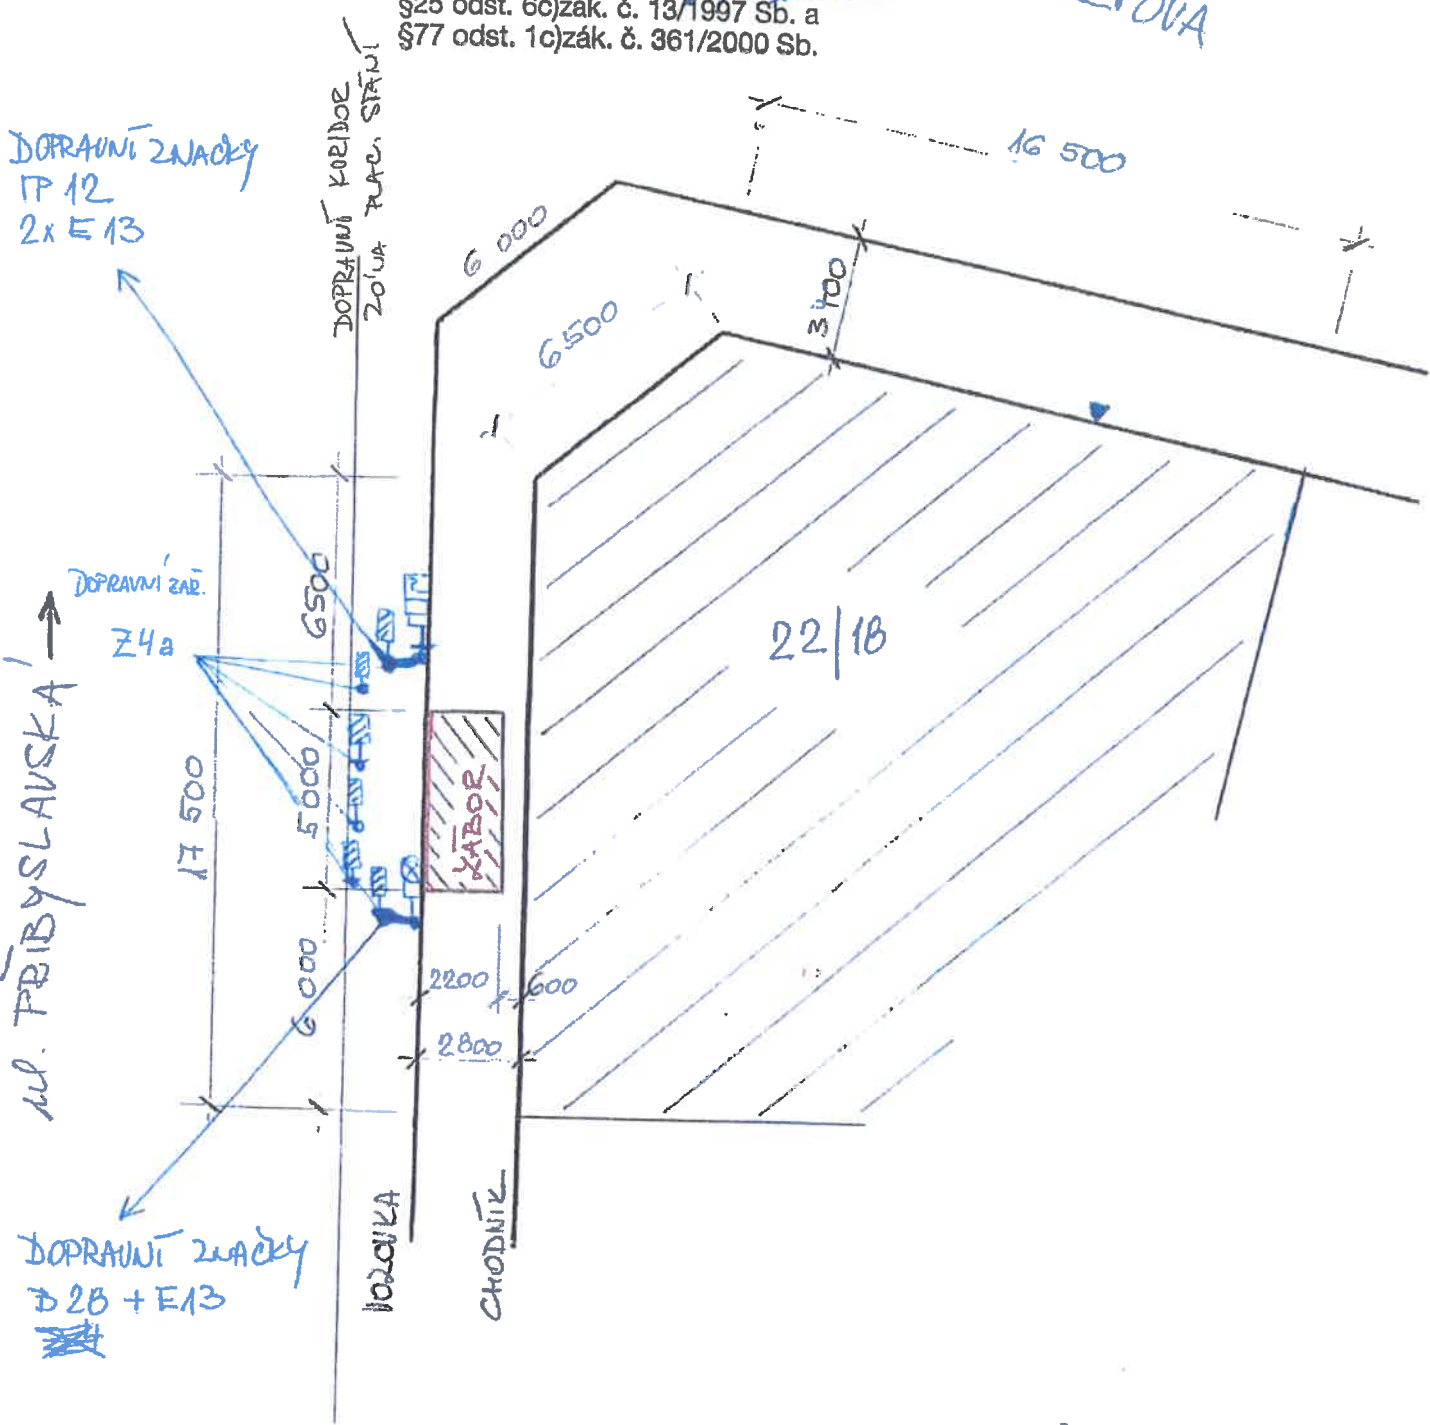 §25 odst. 6c)zák. č. 13/1997 Sb. a
§77 odst. 1c)zák. č. 361/2000 Sb.
DOPRAVNÍ ZNAČKY
IP 12
2x E 13
DOPRAVNÍ KORIDOR
ZÓNA PLAC. STÁNÍ
16 500
6 000
6500
3400
DOPRAVNÍ ZAŘ.
Z4a
6500
17 500
5000
6 000
ul. PŘIBYSLAVSKÁ
22/18
ZÁBOR
2200
600
2800
VOZOVKA
CHODNÍK
DOPRAVNÍ ZNAČKY
B28 + E13